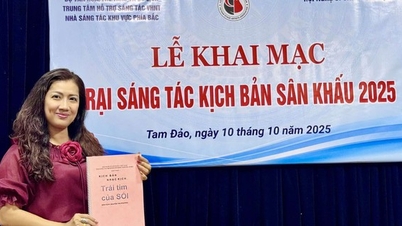 TRUNG TÂM HỖ TRỢ SÁNG TÁC VHNT
NHÀ SÁNG TÁC KHU VỰC PHÍA BẮC
LỄ KHAI MẠC
RẠI SÁNG TÁC KỊCH BẢN SÂN KHẤU 2025
Tam Đảo, ngày 10 tháng 10 năm 2025
Trái tim
của SÓI